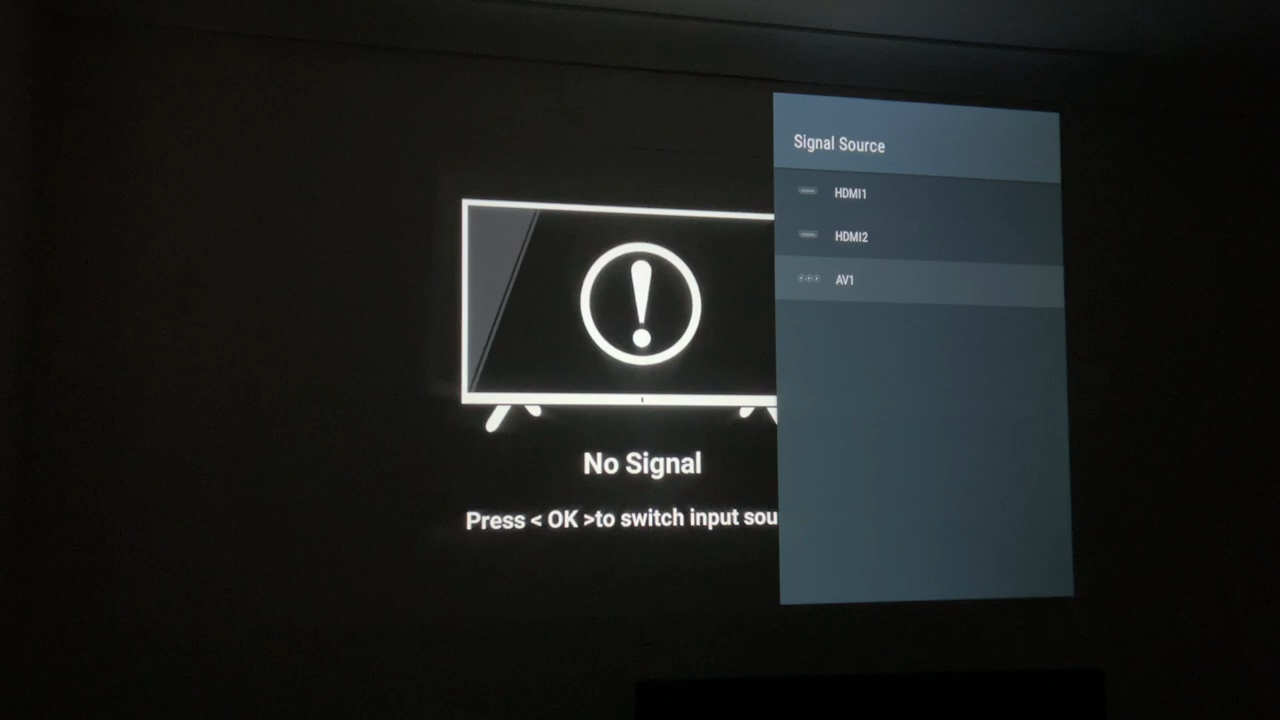 Signal Source
HDMI1
HDMI2
AV1
No Signal
Press < OK >to switch input sou